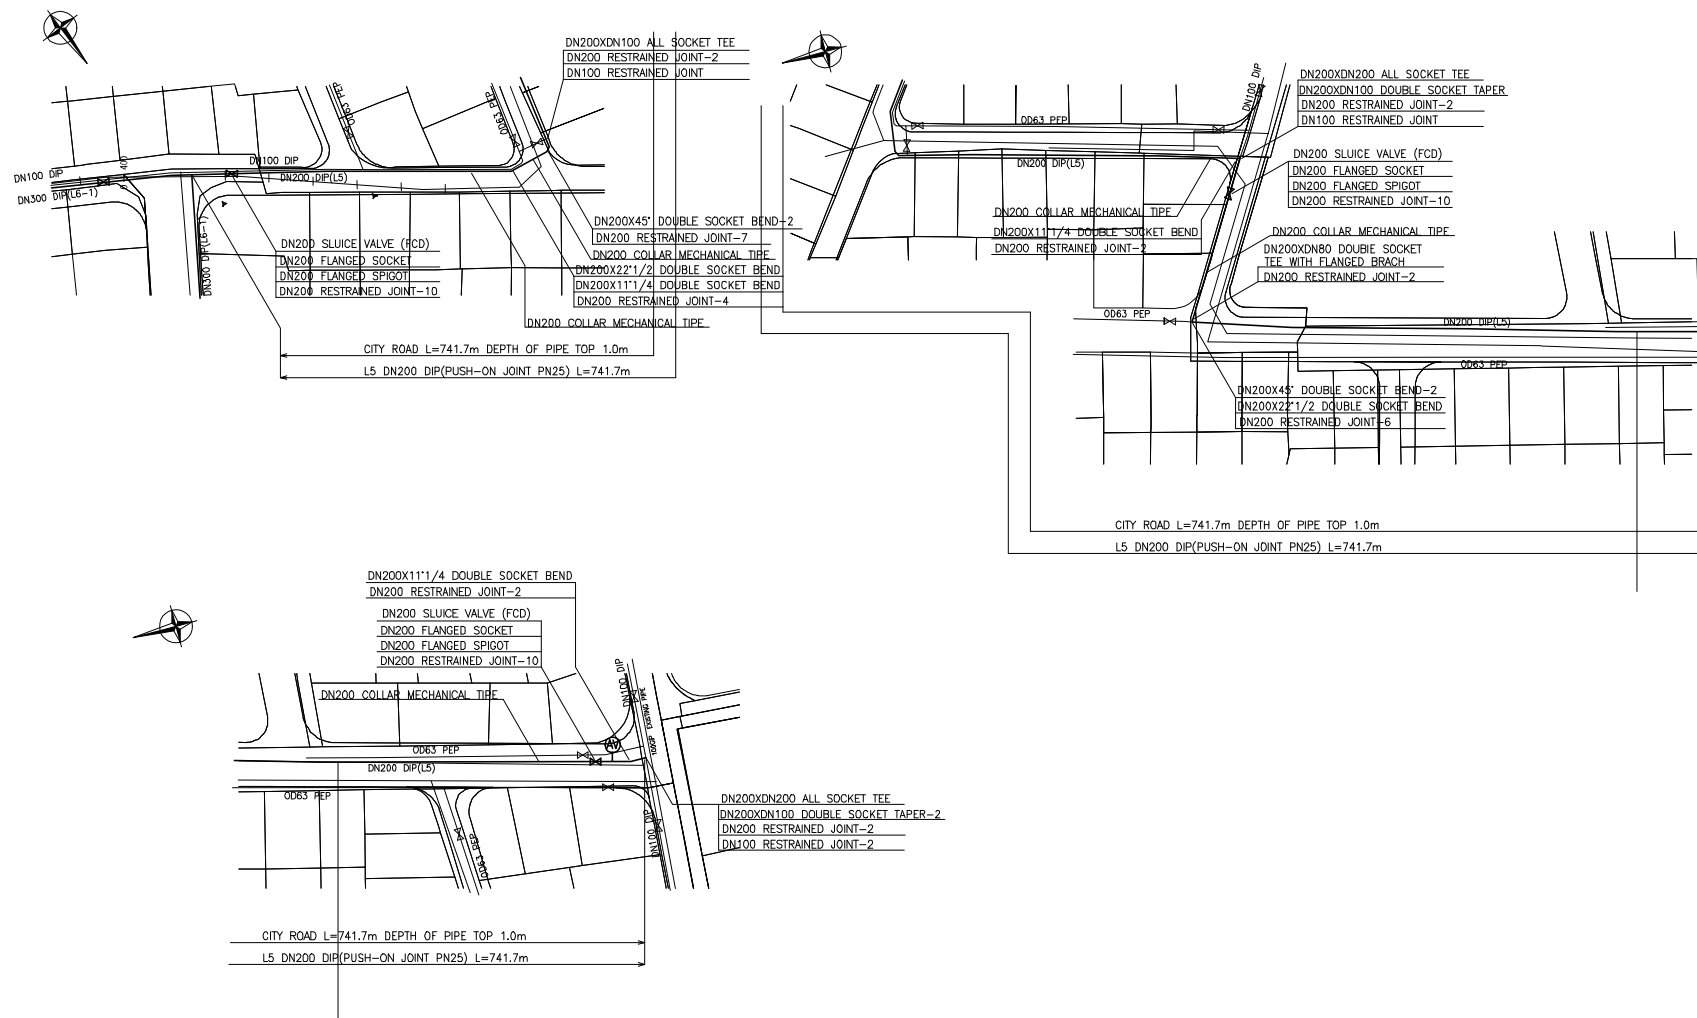 DN200XDN100 ALL SOCKET TEE
DN200 RESTRAINED JOINT-2
DN100 RESTRAINED JOINT
OD63 PEP
OD63 PEP
DN100 DIP
DN200 DIP(L5)
DN100 DIP
DN300 DIP(L6-1)
DN300 DIP(L6-1)
DN200 SLUICE VALVE (FCD)
DN200 FLANGED SOCKET
DN200 FLANGED SPIGOT
DN200 RESTRAINED JOINT-10
DN200X45° DOUBLE SOCKET BEND-2
DN200 RESTRAINED JOINT-7
DN200 COLLAR MECHANICAL TIPE
DN200X22°1/2 DOUBLE SOCKET BEND
DN200X11°1/4 DOUBLE SOCKET BEND
DN200 RESTRAINED JOINT-4
DN200 COLLAR MECHANICAL TIPE
CITY ROAD L=741.7m DEPTH OF PIPE TOP 1.0m
L5 DN200 DIP(PUSH-ON JOINT PN25) L=741.7m
DN100 DIP
DN200XDN200 ALL SOCKET TEE
DN200XDN100 DOUBLE SOCKET TAPER
DN200 RESTRAINED JOINT-2
DN100 RESTRAINED JOINT
OD63 PEP
DN200 DIP(L5)
DN200 SLUICE VALVE (FCD)
DN200 FLANGED SOCKET
DN200 FLANGED SPIGOT
DN200 RESTRAINED JOINT-10
DN200 COLLAR MECHANICAL TIPE
DN200X11°1/4 DOUBLE SOCKET BEND
DN200 RESTRAINED JOINT-2
DN200 COLLAR MECHANICAL TIPE
DN200XDN80 DOUBIE SOCKET
TEE WITH FLANGED BRACH
DN200 RESTRAINED JOINT-2
OD63 PEP
DN200 DIP(L5)
OD63 PEP
DN200X45° DOUBLE SOCKET BEND-2
DN200X22°1/2 DOUBLE SOCKET BEND
DN200 RESTRAINED JOINT-6
CITY ROAD L=741.7m DEPTH OF PIPE TOP 1.0m
L5 DN200 DIP(PUSH-ON JOINT PN25) L=741.7m
DN200X11°1/4 DOUBLE SOCKET BEND
DN200 RESTRAINED JOINT-2
DN200 SLUICE VALVE (FCD)
DN200 FLANGED SOCKET
DN200 FLANGED SPIGOT
DN200 RESTRAINED JOINT-10
DN200 COLLAR MECHANICAL TIPE
DN100 DIP
EXISTING PIPE
AV
OD63 PEP
DN200 DIP(L5)
OD63 PEP
OD63 PEP
DN100 DIP
DN200XDN200 ALL SOCKET TEE
DN200XDN100 DOUBLE SOCKET TAPER-2
DN200 RESTRAINED JOINT-2
DN100 RESTRAINED JOINT-2
CITY ROAD L=741.7m DEPTH OF PIPE TOP 1.0m
L5 DN200 DIP(PUSH-ON JOINT PN25) L=741.7m